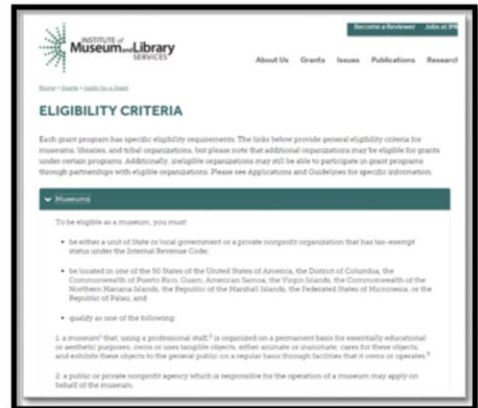 Become a Reviewer Jobs at IM
INSTITUTE of
Museum and Library
SERVICES
About Us Grants Issues Publications Research
Home > Grants > Apply for a Grant
ELIGIBILITY CRITERIA
Each grant program has specific eligibility requirements. The links below provide general eligibility criteria for
museums, libraries, and tribal organizations, but please note that additional organizations may be eligible for grants
under certain programs. Additionally, ineligible organizations may still be able to participate in grant programs
through partnerships with eligible organizations. Please see Applications and Guidelines for specific information.
Museums
To be eligible as a museum, you must:
• be either a unit of State or local government or a private nonprofit organization that has tax-exempt
status under the Internal Revenue Code;
• be located in one of the 50 States of the United States of America, the District of Columbia, the
Commonwealth of Puerto Rico, Guam, American Samoa, the Virgin Islands, the Commonwealth of the
Northern Mariana Islands, the Republic of the Marshall Islands, the Federated States of Micronesia, or the
Republic of Palau; and
• qualify as one of the following:
1. a museum¹ that, using a professional staff,² is organized on a permanent basis for essentially educational
or aesthetic purposes, owns or uses tangible objects, either animate or inanimate; cares for these objects;
and exhibits these objects to the general public on a regular basis through facilities that it owns or operates.³
2. a public or private nonprofit agency which is responsible for the operation of a museum may apply on
behalf of the museum.